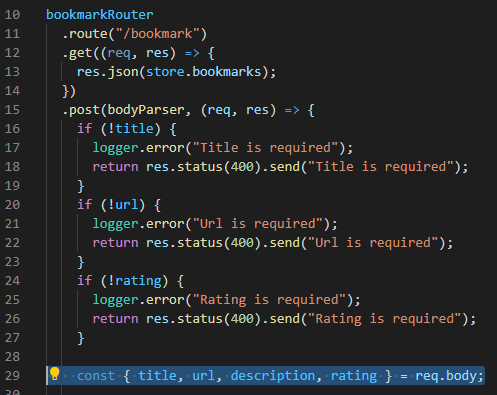 10 bookmarkRouter
11   .route("/bookmark")
12   .get((req, res) => {
13     res.json(store.bookmarks);
14   })
15   .post(bodyParser, (req, res) => {
16     if (!title) {
17       logger.error("Title is required");
18       return res.status(400).send("Title is required");
19     }
20     if (!url) {
21       logger.error("Url is required");
22       return res.status(400).send("Url is required");
23     }
24     if (!rating) {
25       logger.error("Rating is required");
26       return res.status(400).send("Rating is required");
27     }
28
29     const { title, url, description, rating } = req.body;
30